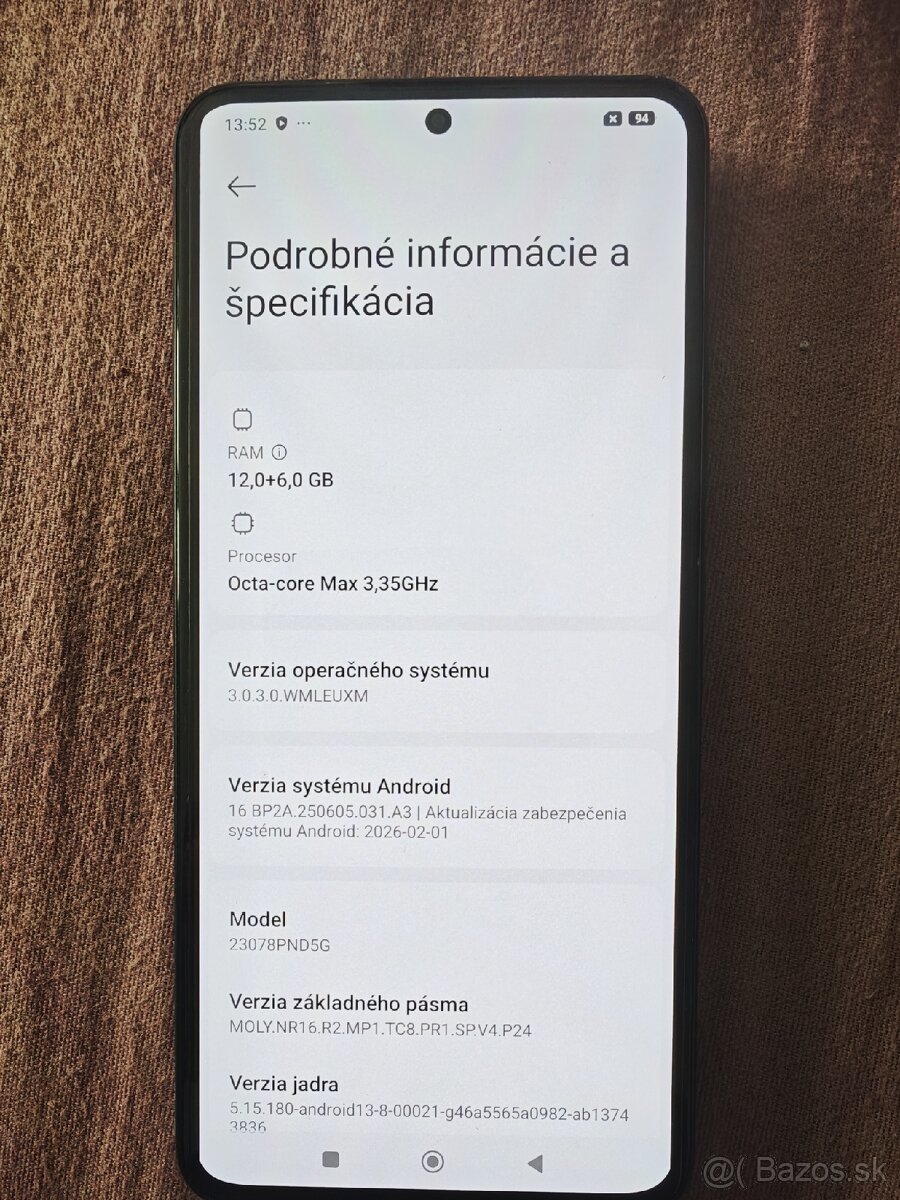 13:52 ...
94
Podrobné informácie a
špecifikácia
RAM
12,0+6,0 GB
Procesor
Octa-core Max 3,35GHz
Verzia operačného systému
3.0.3.0.WMLEUXM
Verzia systému Android
16 BP2A.250605.031.A3 | Aktualizácia zabezpečenia
systému Android: 2026-02-01
Model
23078PND5G
Verzia základného pásma
MOLY.NR16.R2.MP1.TC8.PR1.SP.V4.P24
Verzia jadra
5.15.180-android13-8-00021-g46a5565a0982-ab1374
3836
@( Bazos.sk